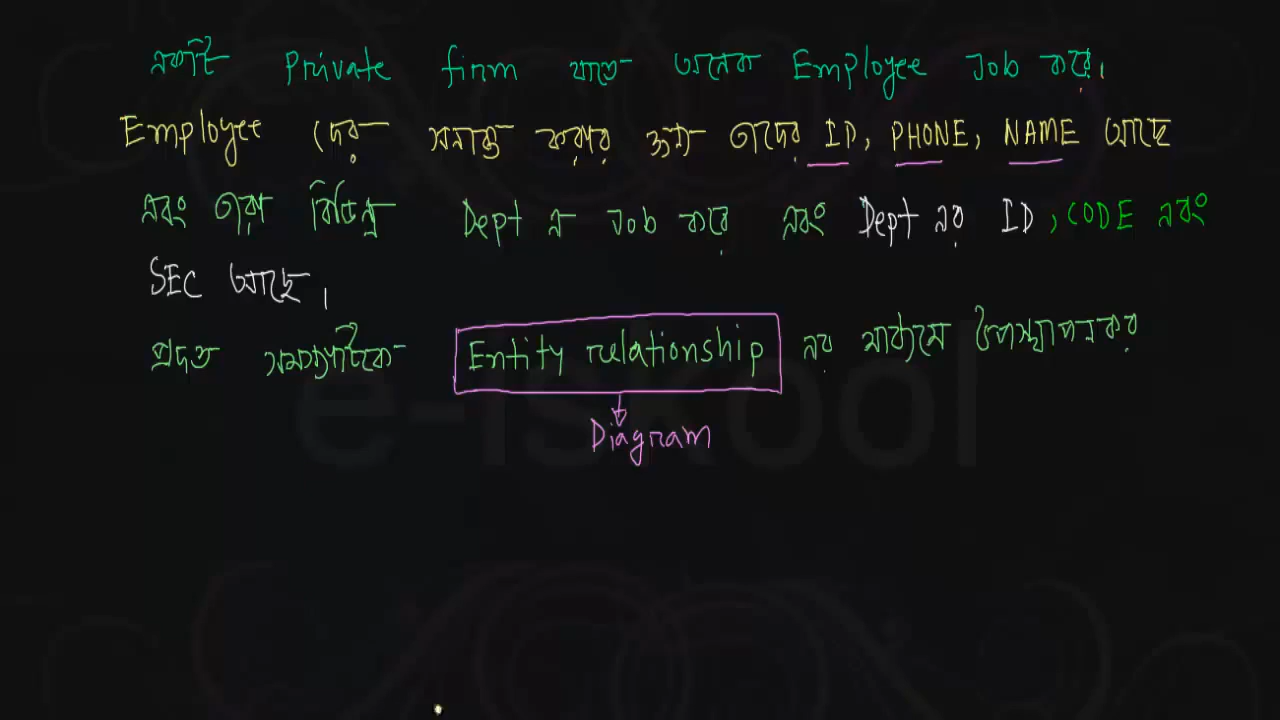 একটি Private firm যাতে অনেক Employee Job করে।
Employee দের সনাক্ত করার জন্য তাদের ID, PHONE, NAME আছে
এবং তারা বিভিন্ন Dept এ Job করে এবং Dept এর ID, CODE এবং
SEC আছে।
প্রদত্ত সমস্যাটিকে Entity relationship এর মাধ্যমে উপস্থাপন কর
Diagram
e-iskool